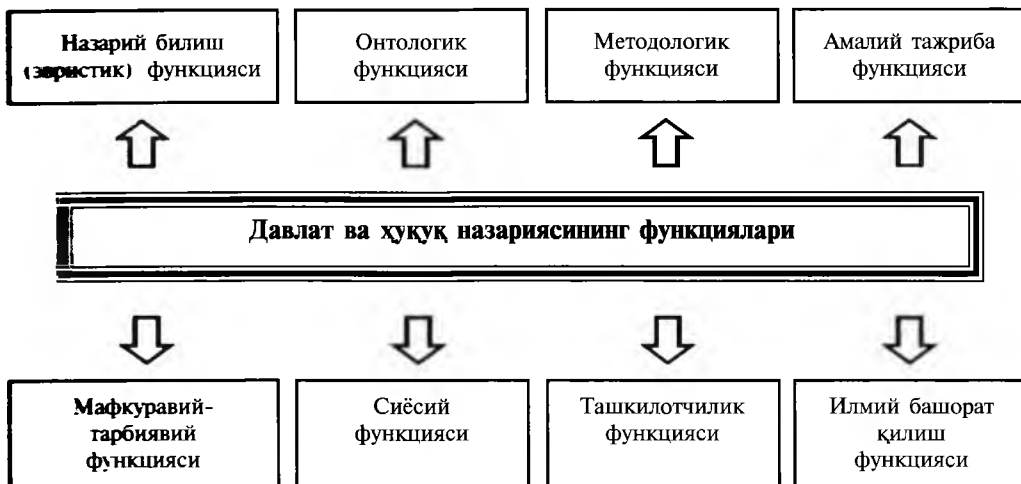 Назарий билиш
(эвристик) функцияси
Онтологик
функцияси
Методологик
функцияси
Амалий тажриба
функцияси
Давлат ва ҳуқуқ назариясининг функциялари
Мафкуравий-
тарбиявий
функцияси
Сиёсий
функцияси
Ташкилотчилик
функцияси
Илмий башорат
қилиш
функцияси